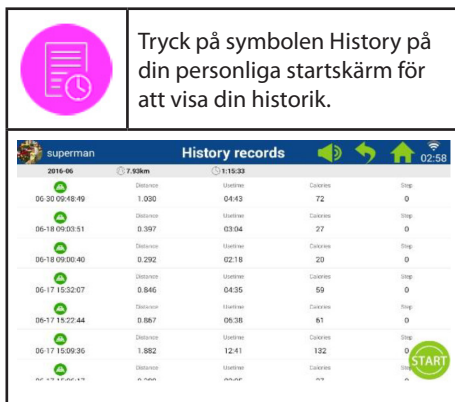 Tryck på symbolen History på
din personliga startskärm för
att visa din historik.
superman History records 02:58
2016-06 7.93km 1:15:33
Distance Usetime Calories Step
06-30 09:48:49 1.030 04:43 72 0
Distance Usetime Calories Step
06-18 09:03:51 0.397 03:04 27 0
Distance Usetime Calories Step
06-18 09:00:40 0.292 02:18 20 0
Distance Usetime Calories Step
06-17 15:32:07 0.846 04:35 59 0
Distance Usetime Calories Step
06-17 15:22:44 0.867 06:38 61 0
Distance Usetime Calories Step
06-17 15:09:36 1.882 12:41 132 0
START
Distance Usetime Calories